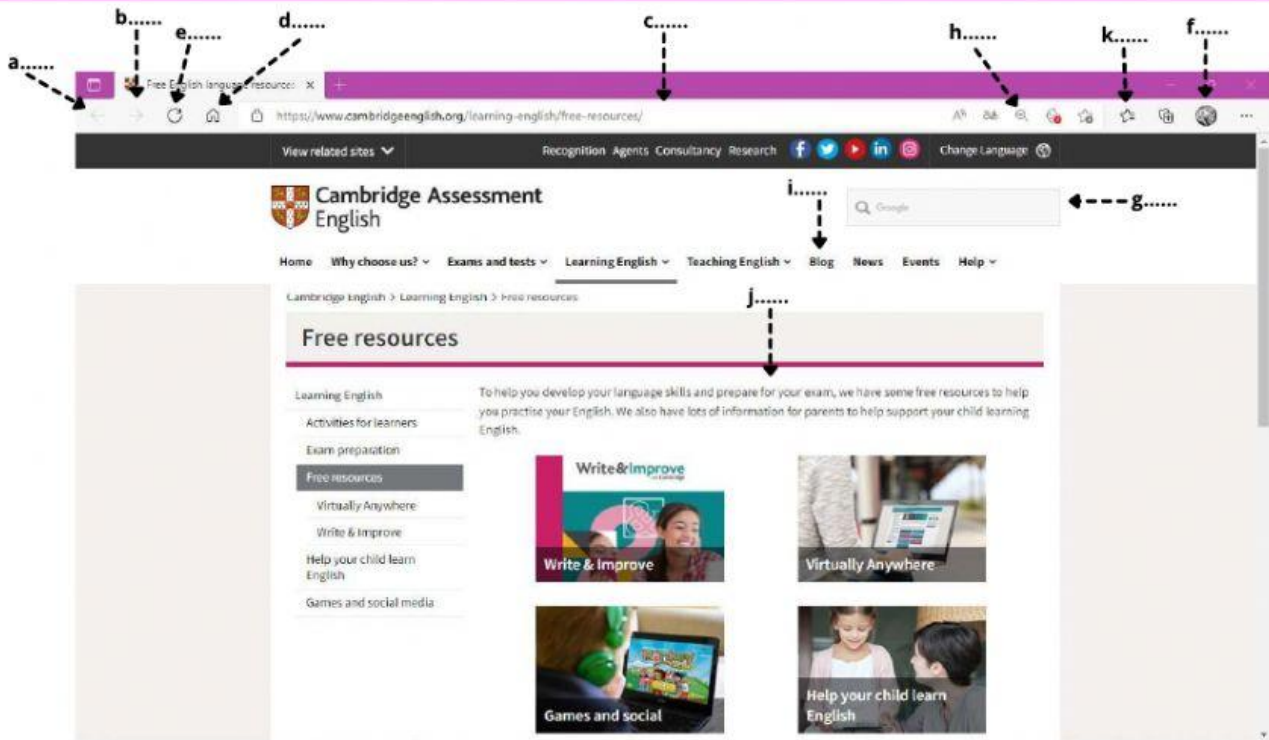 b......
e......
d......
c......
h......
k......
f......
a......
Free English language resources
https://www.cambridgeenglish.org/learning-english/free-resources/
View related sites
Recognition Agents Consultancy Research
Change Language
Cambridge Assessment
English
i......
Google
g......
Home Why choose us? Exams and tests Learning English Teaching English Blog News Events Help
Cambridge English > Learning English > Free resources
j......
Free resources
Learning English
Activities for learners
Exam preparation
Free resources
Virtually Anywhere
Write & Improve
Help your child learn
English
Games and social media
To help you develop your language skills and prepare for your exam, we have some free resources to help
you practise your English. We also have lots of information for parents to help support your child learning
English.
Write&Improve
Write & Improve
Virtually Anywhere
Games and social
Help your child learn
English